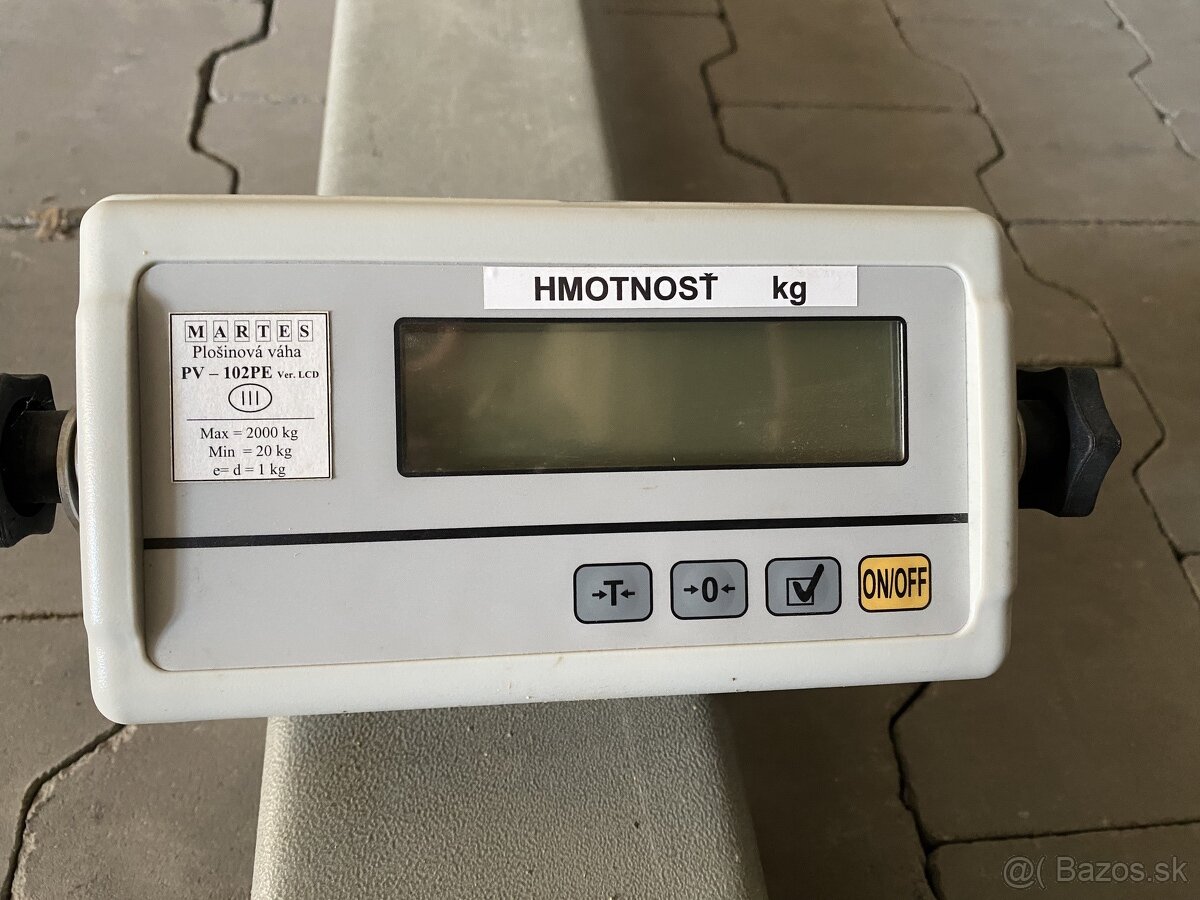 HMOTNOSŤ kg
MARTES
Plošinová váha
PV – 102PE Ver. LCD
III
Max = 2000 kg
Min = 20 kg
e= d = 1 kg
→T←
→0←
ON/OFF
@( Bazos.sk